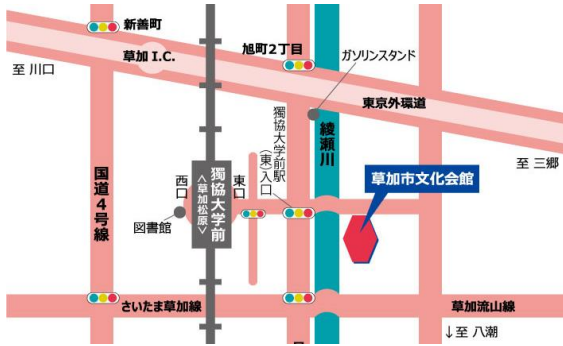 新善町
旭町2丁目
ガソリンスタンド
草加 I.C.
至 川口
東京外環道
綾瀬川
至 三郷
国道4号線
西口
獨協大学前
<草加松原>
東口
獨協大学前駅
(東)入口
草加市文化会館
図書館
さいたま草加線
草加流山線
↓至 八潮